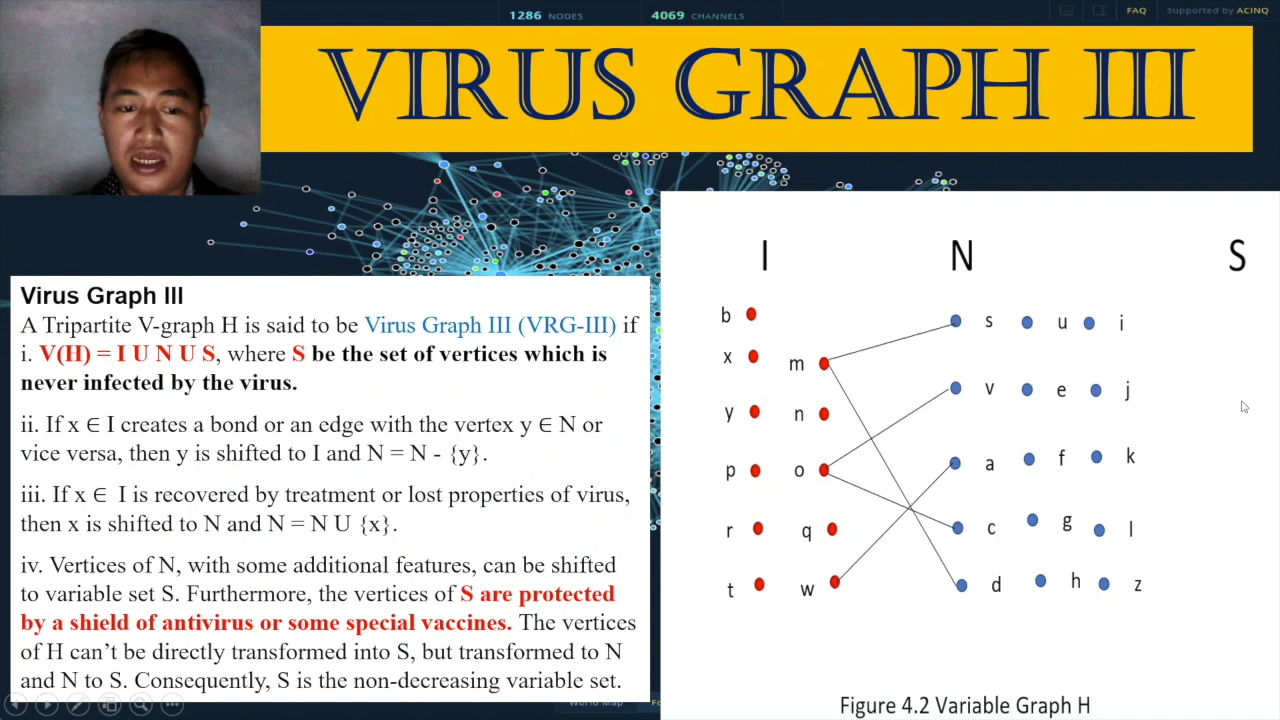 1286 NODES 4069 CHANNELS
FAQ Supported by ACINQ
VIRUS GRAPH III
Virus Graph III
A Tripartite V-graph H is said to be Virus Graph III (VRG-III) if
i. V(H) = I U N U S, where S be the set of vertices which is
never infected by the virus.
ii. If x ∈ I creates a bond or an edge with the vertex y ∈ N or
vice versa, then y is shifted to I and N = N - {y}.
iii. If x ∈ I is recovered by treatment or lost properties of virus,
then x is shifted to N and N = N U {x}.
iv. Vertices of N, with some additional features, can be shifted
to variable set S. Furthermore, the vertices of S are protected
by a shield of antivirus or some special vaccines. The vertices
of H can't be directly transformed into S, but transformed to N
and N to S. Consequently, S is the non-decreasing variable set.
World Map
I N S
b s u i
x m
y n v e j
p o a f k
r q c g l
t w d h z
Figure 4.2 Variable Graph H